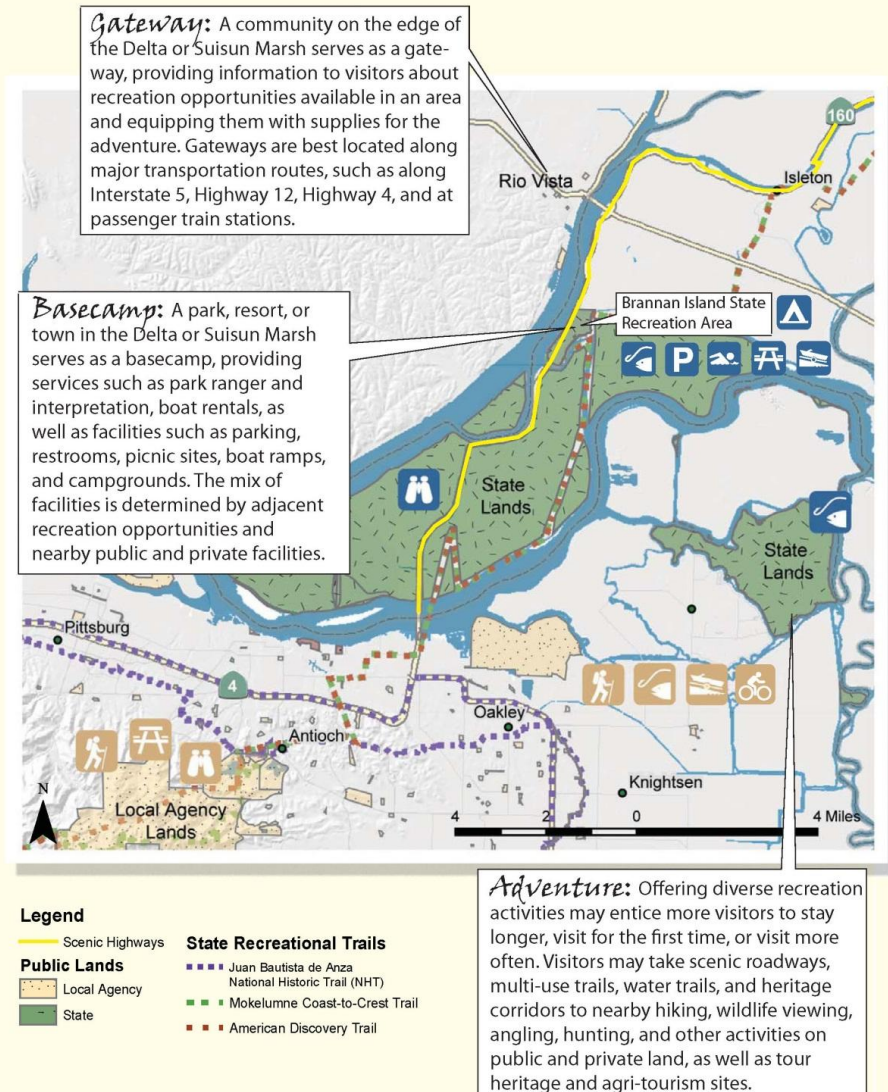 Gateway: A community on the edge of
the Delta or Suisun Marsh serves as a gate-
way, providing information to visitors about
recreation opportunities available in an area
and equipping them with supplies for the
adventure. Gateways are best located along
major transportation routes, such as along
Interstate 5, Highway 12, Highway 4, and at
passenger train stations.
160
Rio Vista
Isleton
Basecamp: A park, resort, or
town in the Delta or Suisun Marsh
serves as a basecamp, providing
services such as park ranger and
interpretation, boat rentals, as
well as facilities such as parking,
restrooms, picnic sites, boat ramps,
and campgrounds. The mix of
facilities is determined by adjacent
recreation opportunities and
nearby public and private facilities.
Brannan Island State
Recreation Area
P
State
Lands
State
Lands
Pittsburg
4
Antioch
Oakley
Knightsen
Local Agency
Lands
N
4 2 0 4 Miles
Adventure: Offering diverse recreation
activities may entice more visitors to stay
longer, visit for the first time, or visit more
often. Visitors may take scenic roadways,
multi-use trails, water trails, and heritage
corridors to nearby hiking, wildlife viewing,
angling, hunting, and other activities on
public and private land, as well as tour
heritage and agri-tourism sites.
Legend
Scenic Highways
Public Lands
Local Agency
State
State Recreational Trails
Juan Bautista de Anza
National Historic Trail (NHT)
Mokelumne Coast-to-Crest Trail
American Discovery Trail